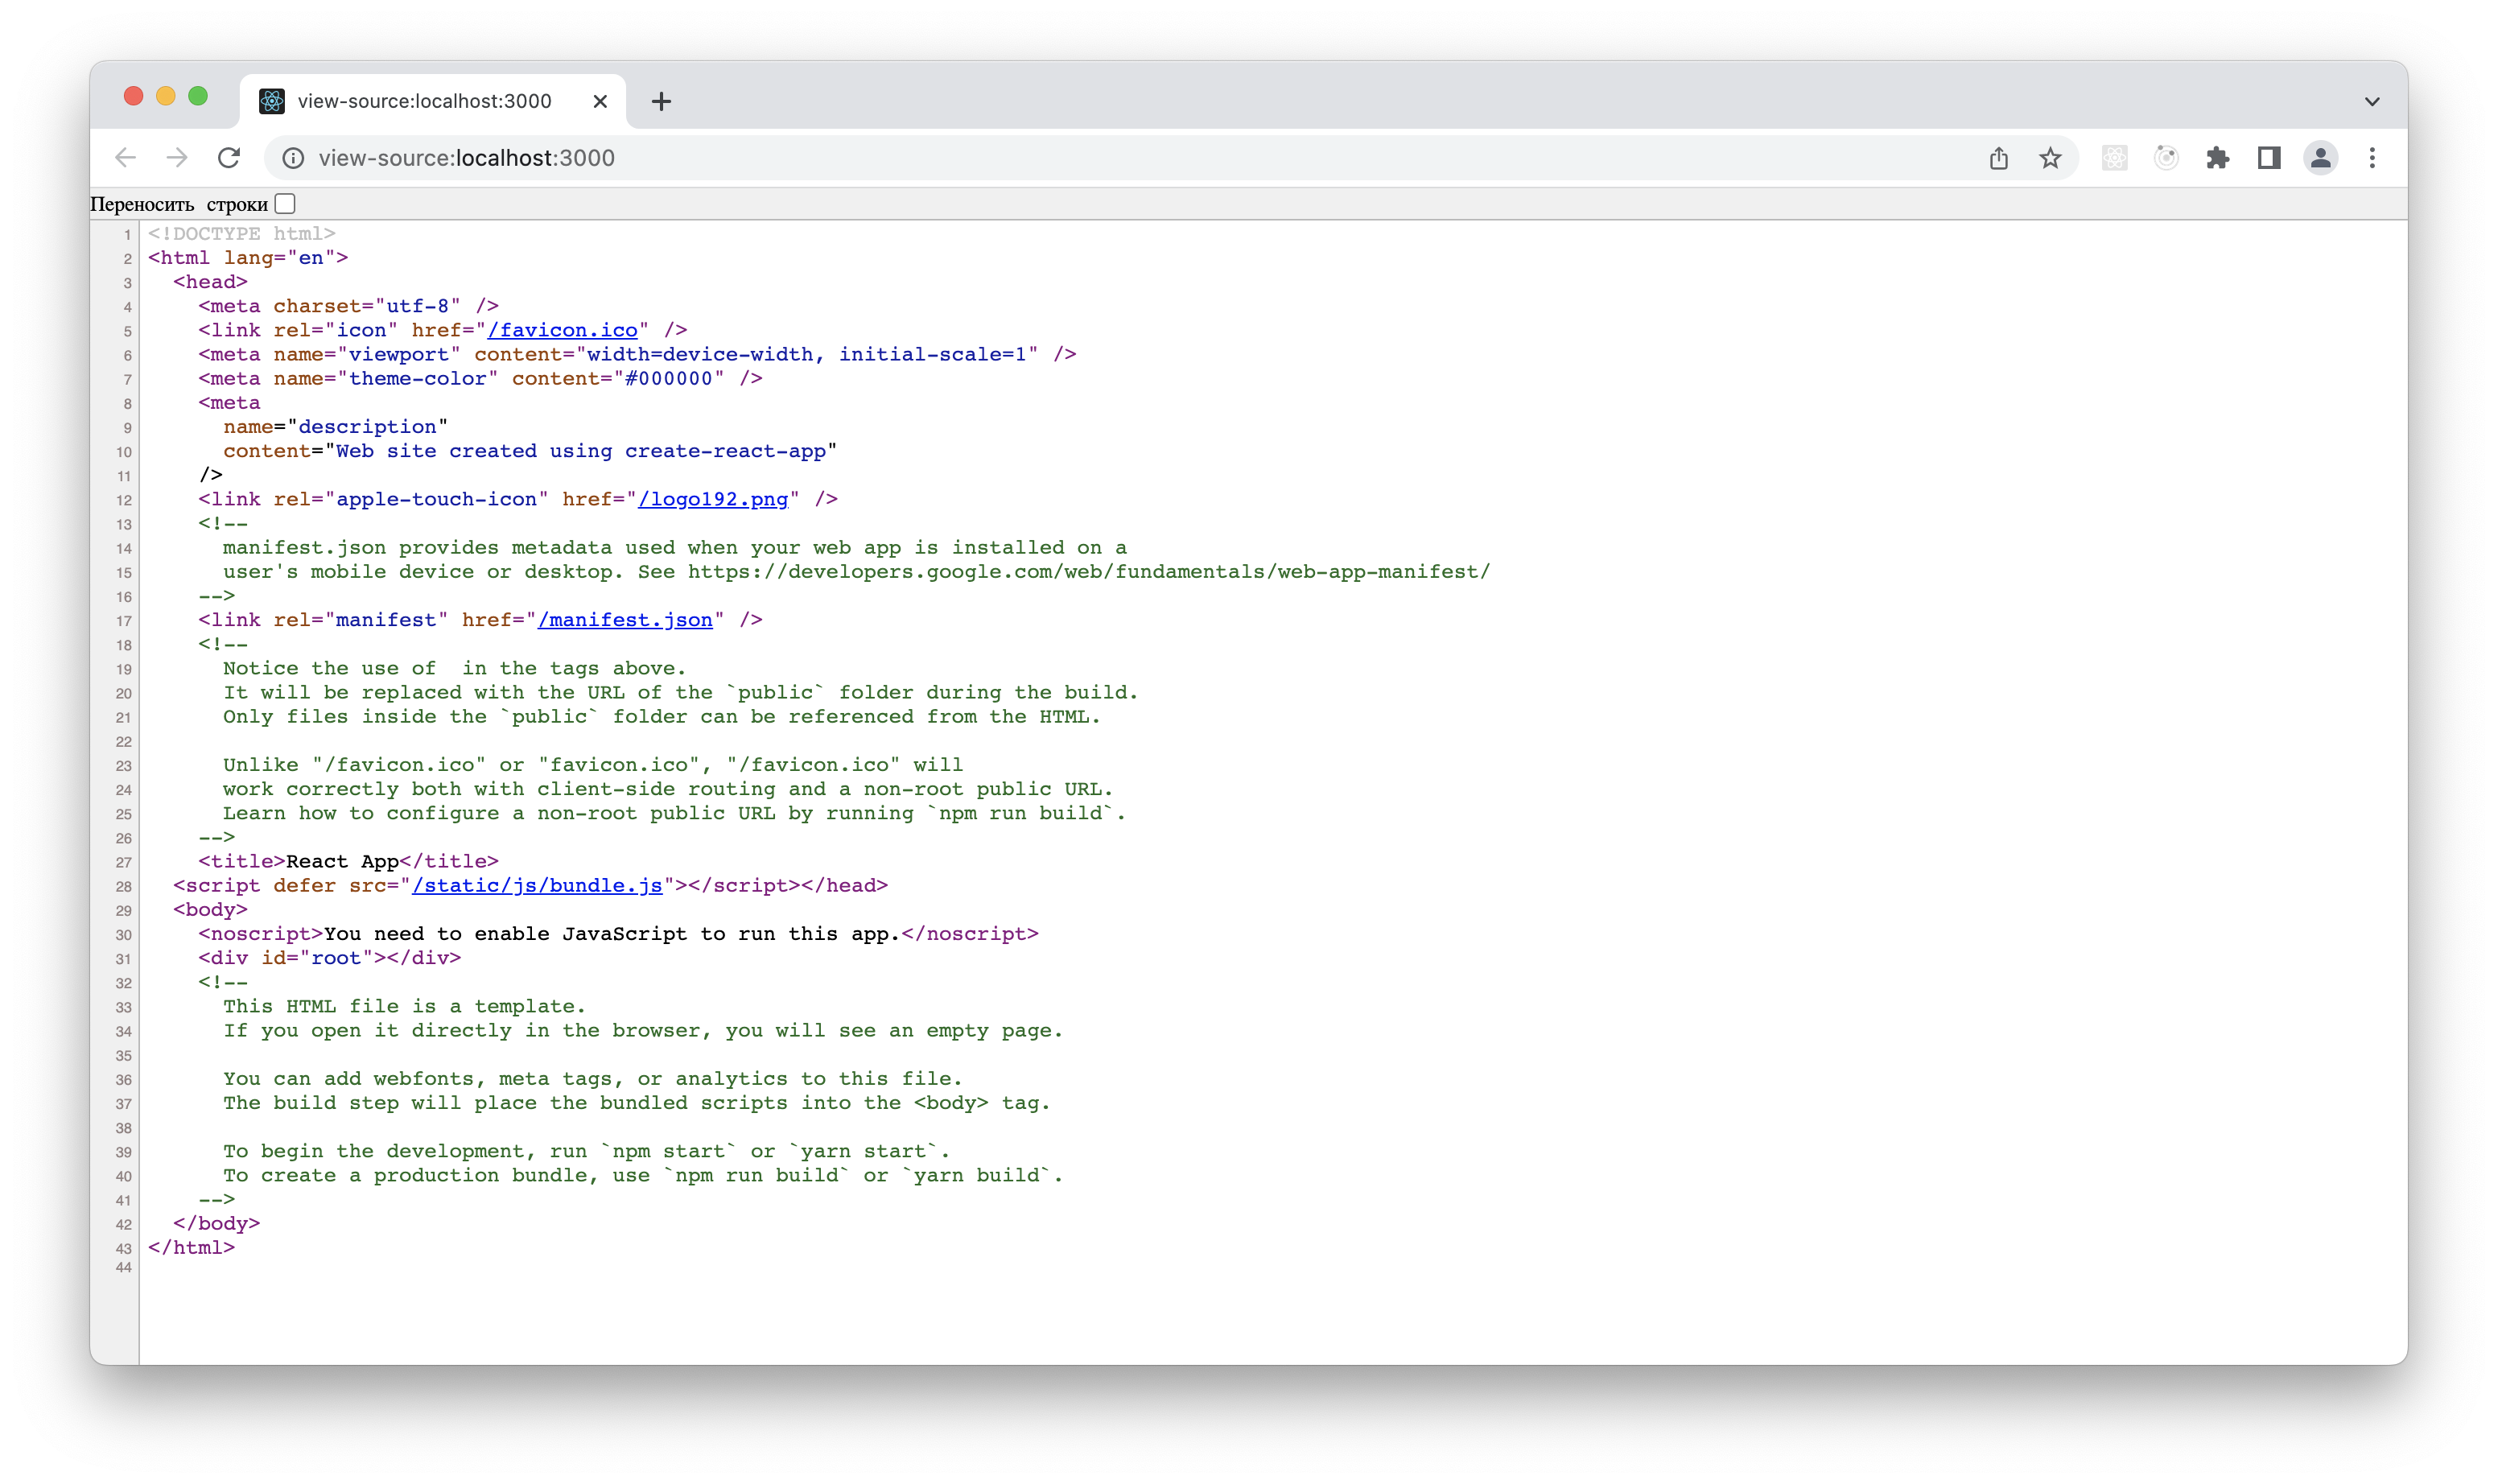 view-source:localhost:3000
view-source:localhost:3000
Переносить строки
1 <!DOCTYPE html>
2 <html lang="en">
3   <head>
4     <meta charset="utf-8" />
5     <link rel="icon" href="/favicon.ico" />
6     <meta name="viewport" content="width=device-width, initial-scale=1" />
7     <meta name="theme-color" content="#000000" />
8     <meta
9       name="description"
10       content="Web site created using create-react-app"
11     />
12     <link rel="apple-touch-icon" href="/logo192.png" />
13     <!--
14       manifest.json provides metadata used when your web app is installed on a
15       user's mobile device or desktop. See https://developers.google.com/web/fundamentals/web-app-manifest/
16     -->
17     <link rel="manifest" href="/manifest.json" />
18     <!--
19       Notice the use of  in the tags above.
20       It will be replaced with the URL of the `public` folder during the build.
21       Only files inside the `public` folder can be referenced from the HTML.
22
23       Unlike "/favicon.ico" or "favicon.ico", "/favicon.ico" will
24       work correctly both with client-side routing and a non-root public URL.
25       Learn how to configure a non-root public URL by running `npm run build`.
26     -->
27     <title>React App</title>
28   <script defer src="/static/js/bundle.js"></script></head>
29   <body>
30     <noscript>You need to enable JavaScript to run this app.</noscript>
31     <div id="root"></div>
32     <!--
33       This HTML file is a template.
34       If you open it directly in the browser, you will see an empty page.
35
36       You can add webfonts, meta tags, or analytics to this file.
37       The build step will place the bundled scripts into the <body> tag.
38
39       To begin the development, run `npm start` or `yarn start`.
40       To create a production bundle, use `npm run build` or `yarn build`.
41     -->
42   </body>
43 </html>
44